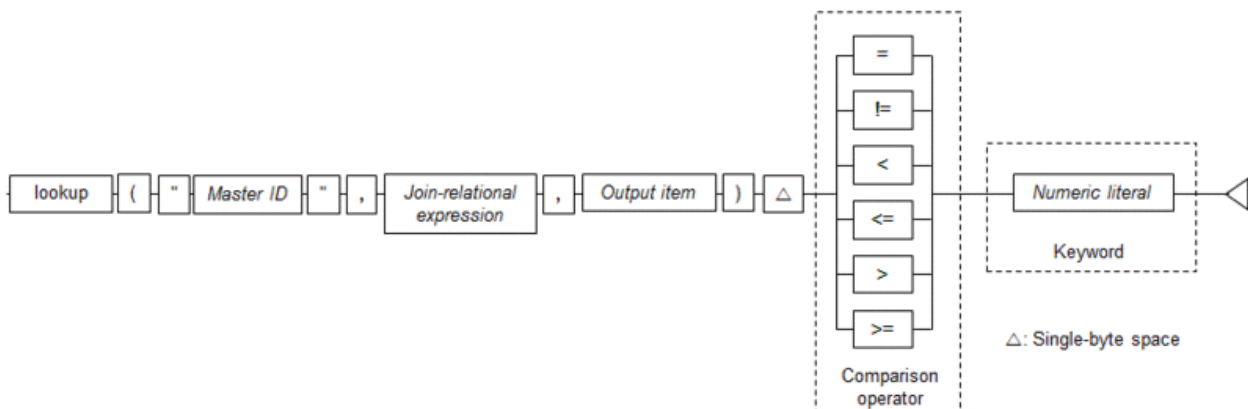 =
!=
<
lookup ( " Master ID " , Join-relational expression , Output item ) △ <= Numeric literal
Keyword
>
>=
△: Single-byte space
Comparison
operator